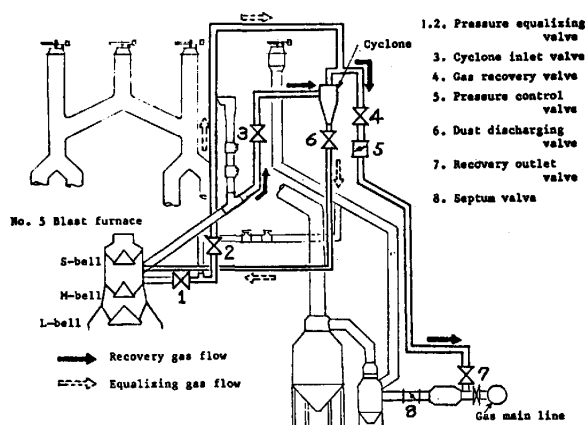 1.2. Pressure equalizing
valve
3. Cyclone inlet valve
4. Gas recovery valve
5. Pressure control
valve
6. Dust discharging
valve
7. Recovery outlet
valve
8. Septum valve
Cyclone
3
4
6
5
No. 5 Blast furnace
S-bell
2
M-bell
1
L-bell
Recovery gas flow
Equalizing gas flow
7
8
Gas main line